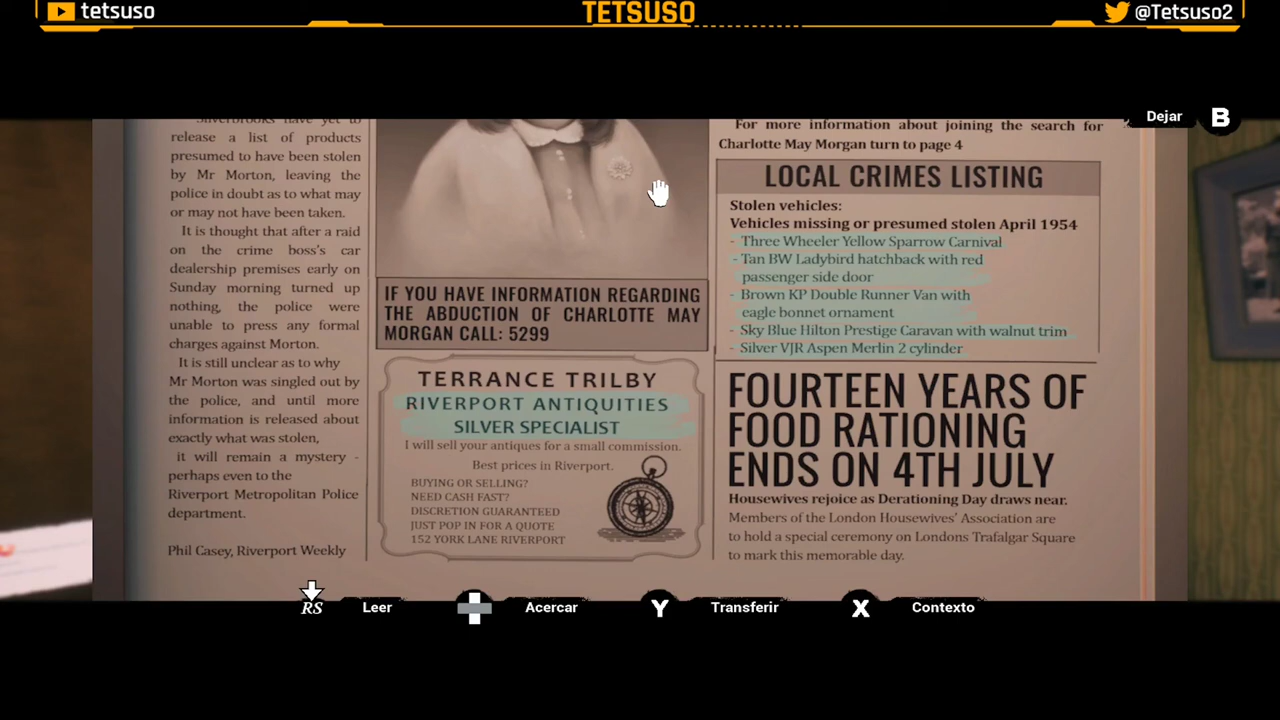 tetsuso
TETSUSO
@Tetsuso2
Dejar
B
Silverbrooks have yet to
release a list of products
presumed to have been stolen
by Mr Morton, leaving the
police in doubt as to what may
or may not have been taken.
It is thought that after a raid
on the crime boss's car
dealership premises early on
Sunday morning turned up
nothing, the police were
unable to press any formal
charges against Morton.
It is still unclear as to why
Mr Morton was singled out by
the police, and until more
information is released about
exactly what was stolen,
it will remain a mystery -
perhaps even to the
Riverport Metropolitan Police
department.
Phil Casey, Riverport Weekly
IF YOU HAVE INFORMATION REGARDING
THE ABDUCTION OF CHARLOTTE MAY
MORGAN CALL: 5299
TERRANCE TRILBY
RIVERPORT ANTIQUITIES
SILVER SPECIALIST
I will sell your antiques for a small commission.
Best prices in Riverport.
BUYING OR SELLING?
NEED CASH FAST?
DISCRETION GUARANTEED
JUST POP IN FOR A QUOTE
152 YORK LANE RIVERPORT
For more information about joining the search for
Charlotte May Morgan turn to page 4
LOCAL CRIMES LISTING
Stolen vehicles:
Vehicles missing or presumed stolen April 1954
- Three Wheeler Yellow Sparrow Carnival
- Tan BW Ladybird hatchback with red
passenger side door
- Brown KP Double Runner Van with
eagle bonnet ornament
- Sky Blue Hilton Prestige Caravan with walnut trim
- Silver VJR Aspen Merlin 2 cylinder
FOURTEEN YEARS OF
FOOD RATIONING
ENDS ON 4TH JULY
Housewives rejoice as Derationing Day draws near.
Members of the London Housewives' Association are
to hold a special ceremony on Londons Trafalgar Square
to mark this memorable day.
RS
Leer
Acercar
Y
Transferir
X
Contexto